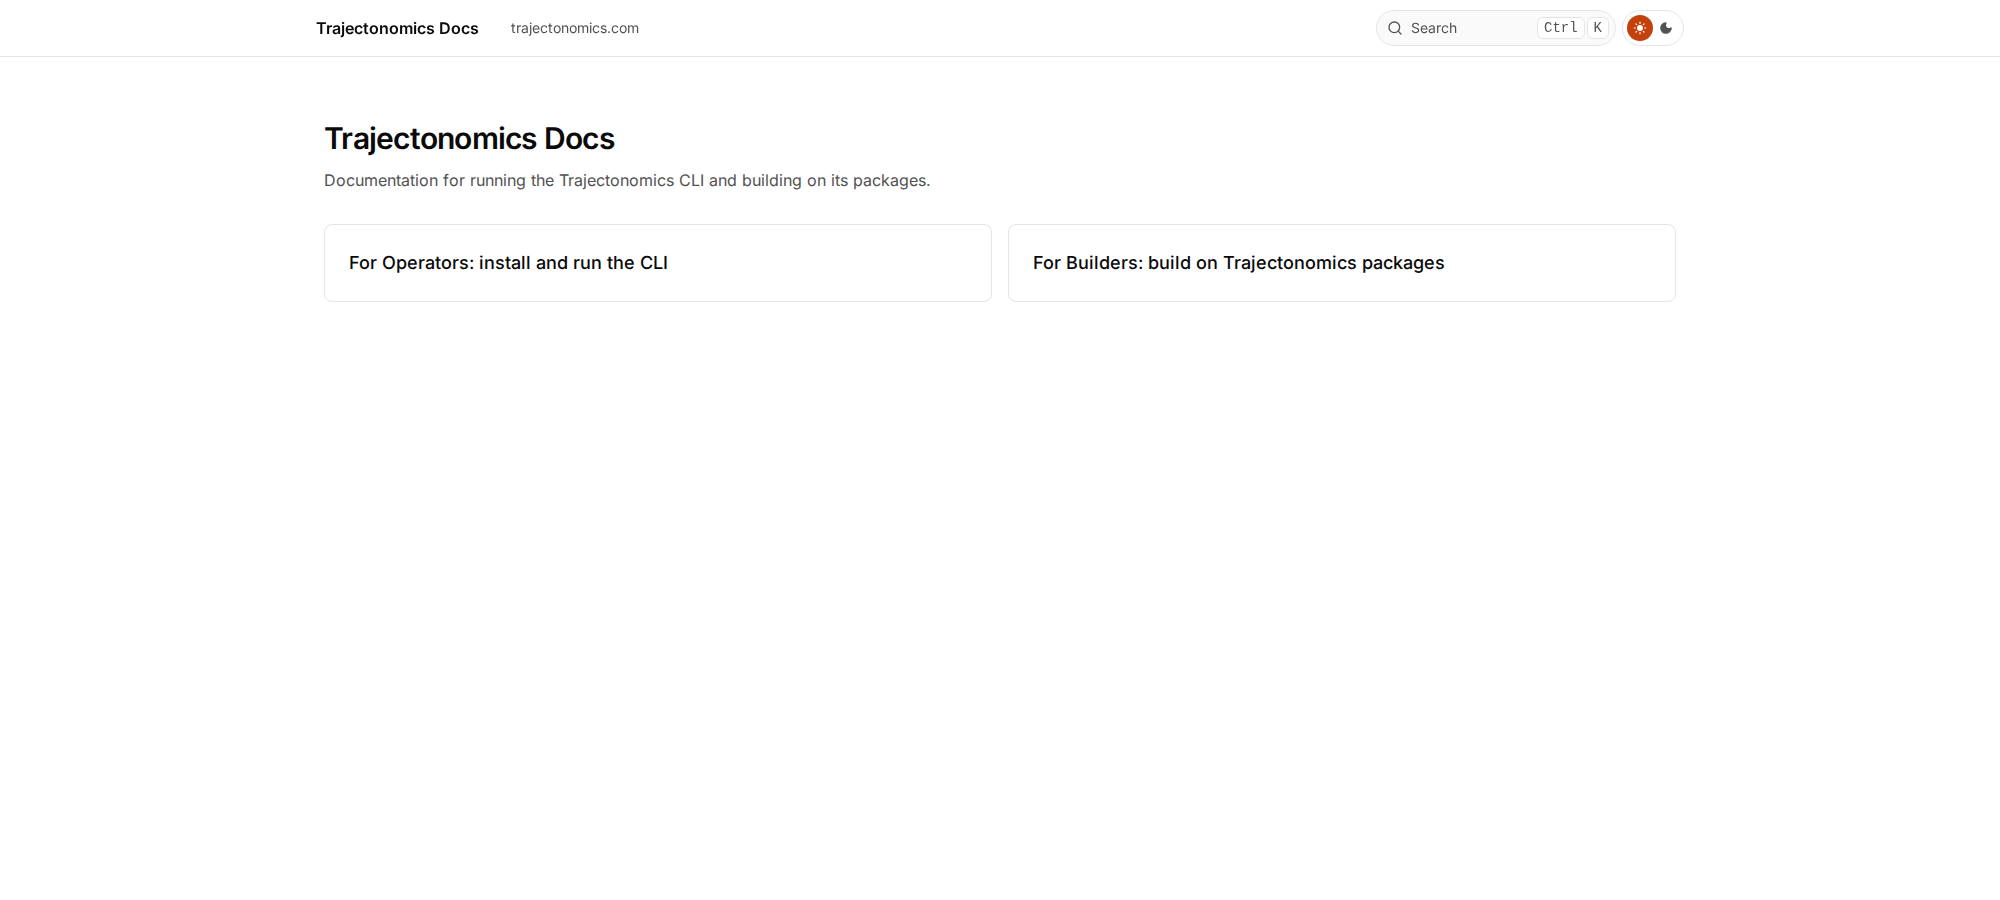 Trajectonomics Docs
trajectonomics.com
Search
Ctrl K
Trajectonomics Docs
Documentation for running the Trajectonomics CLI and building on its packages.
For Operators: install and run the CLI
For Builders: build on Trajectonomics packages